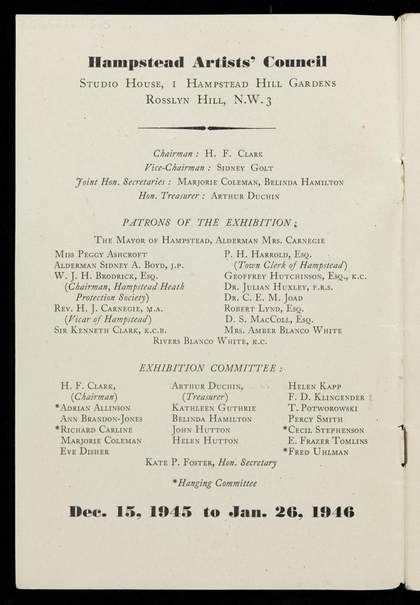 Hampstead Artists' Council
Studio House, 1 Hampstead Hill Gardens
Rosslyn Hill, N.W.3
Chairman : H. F. Clark
Vice-Chairman : Sidney Golt
Joint Hon. Secretaries : Marjorie Coleman, Belinda Hamilton
Hon. Treasurer : Arthur Duchin
PATRONS OF THE EXHIBITION :
The Mayor of Hampstead, Alderman Mrs. Carnegie
Miss Peggy Ashcroft
Alderman Sidney A. Boyd, J.P.
W. J. H. Brodrick, Esq.
(Chairman, Hampstead Heath
Protection Society)
Rev. H. J. Carnegie, M.A.
(Vicar of Hampstead)
Sir Kenneth Clark, K.C.B.
P. H. Harrold, Esq.
(Town Clerk of Hampstead)
Geoffrey Hutchinson, Esq., K.C.
Dr. Julian Huxley, F.R.S.
Dr. C. E. M. Joad
Robert Lynd, Esq.
D. S. MacColl, Esq.
Mrs. Amber Blanco White
Rivers Blanco White, K.C.
EXHIBITION COMMITTEE :
H. F. Clark,
(Chairman)
*Adrian Allinson
Ann Brandon-Jones
*Richard Carline
Marjorie Coleman
Eve Disher
Arthur Duchin,
(Treasurer)
Kathleen Guthrie
Belinda Hamilton
John Hutton
Helen Hutton
Helen Kapp
F. D. Klingender
T. Potworowski
Percy Smith
*Cecil Stephenson
E. Frazer Tomlins
*Fred Uhlman
Kate P. Foster, Hon. Secretary
*Hanging Committee
Dec. 15, 1945 to Jan. 26, 1946